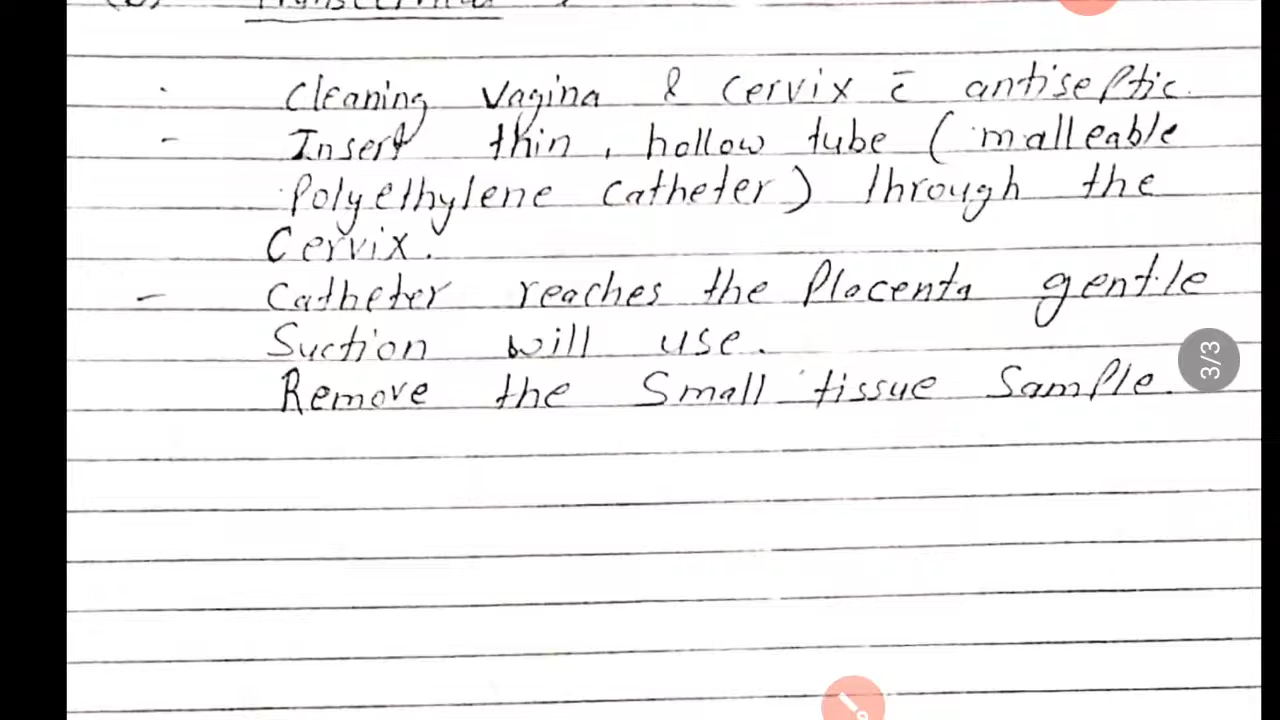 - Cleaning vagina & cervix c̄ antiseptic.
- Insert thin, hollow tube (malleable
Polyethylene catheter) through the
Cervix.
- Catheter reaches the Placenta gentle
Suction will use.
Remove the Small tissue Sample.
3/3